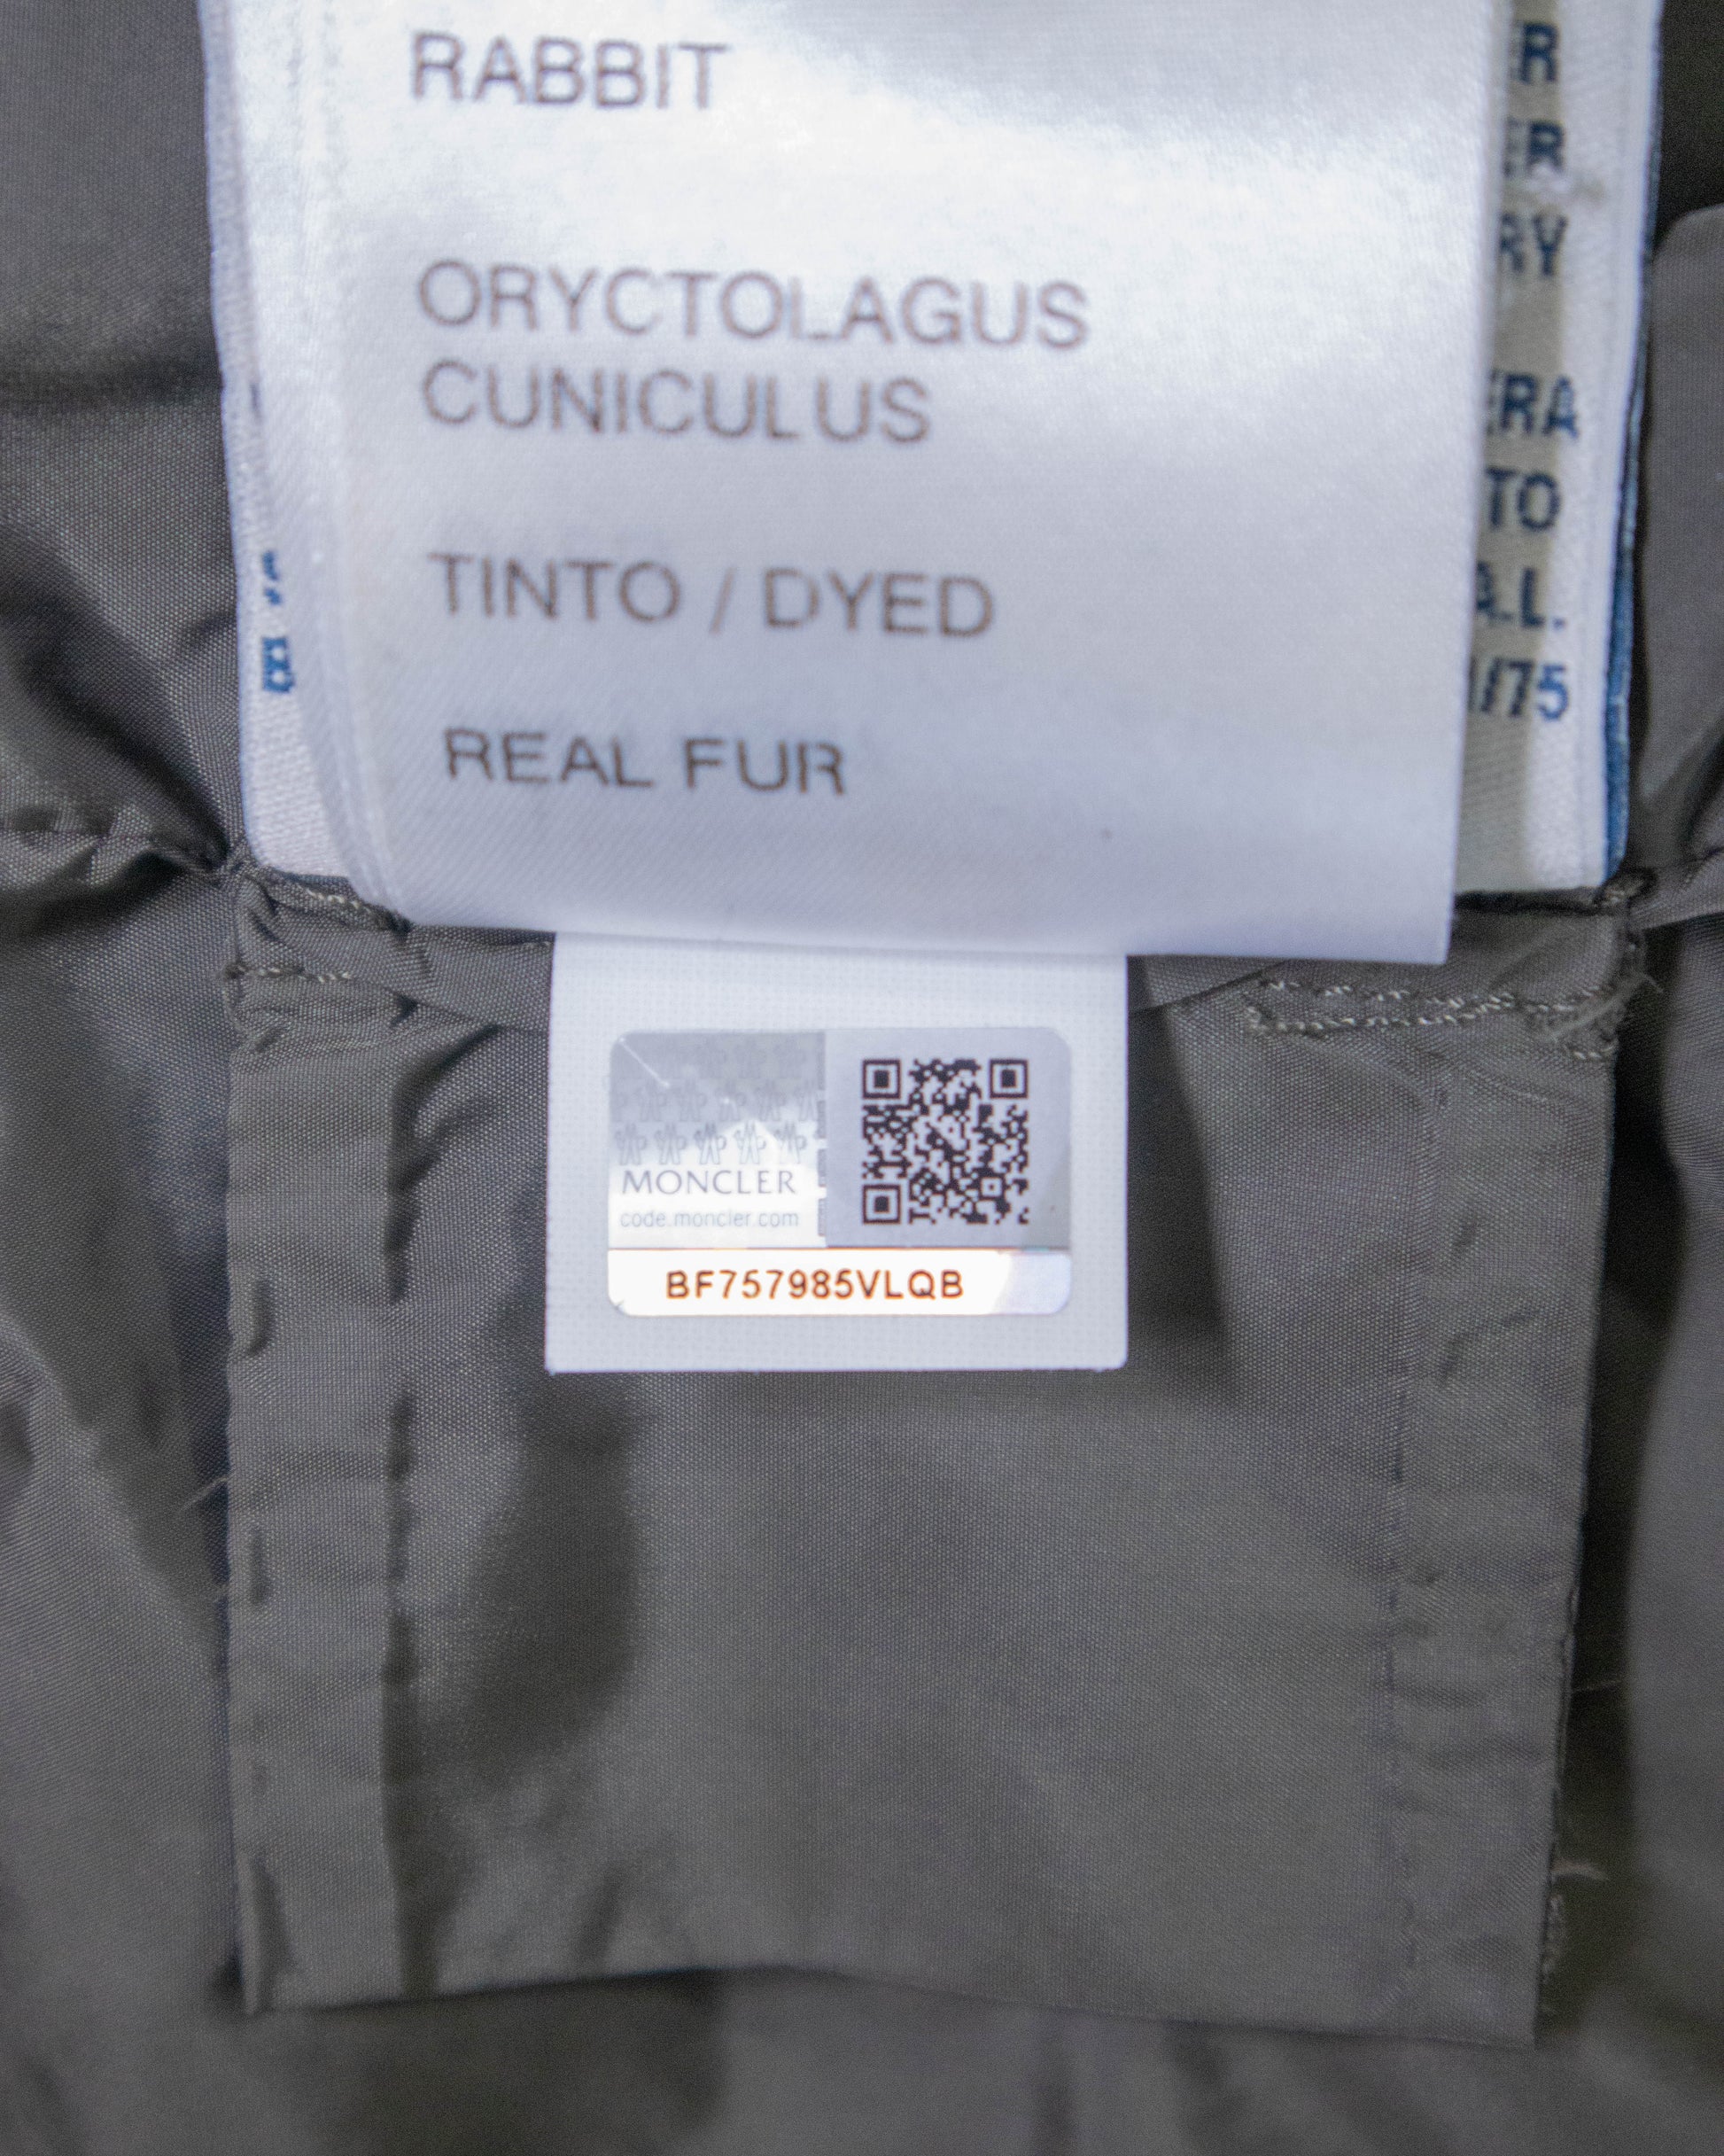 RABBIT
ORYCTOLAGUS
CUNICULUS
TINTO / DYED
REAL FUR
MONCLER
code.moncler.com
BF757985VLQB